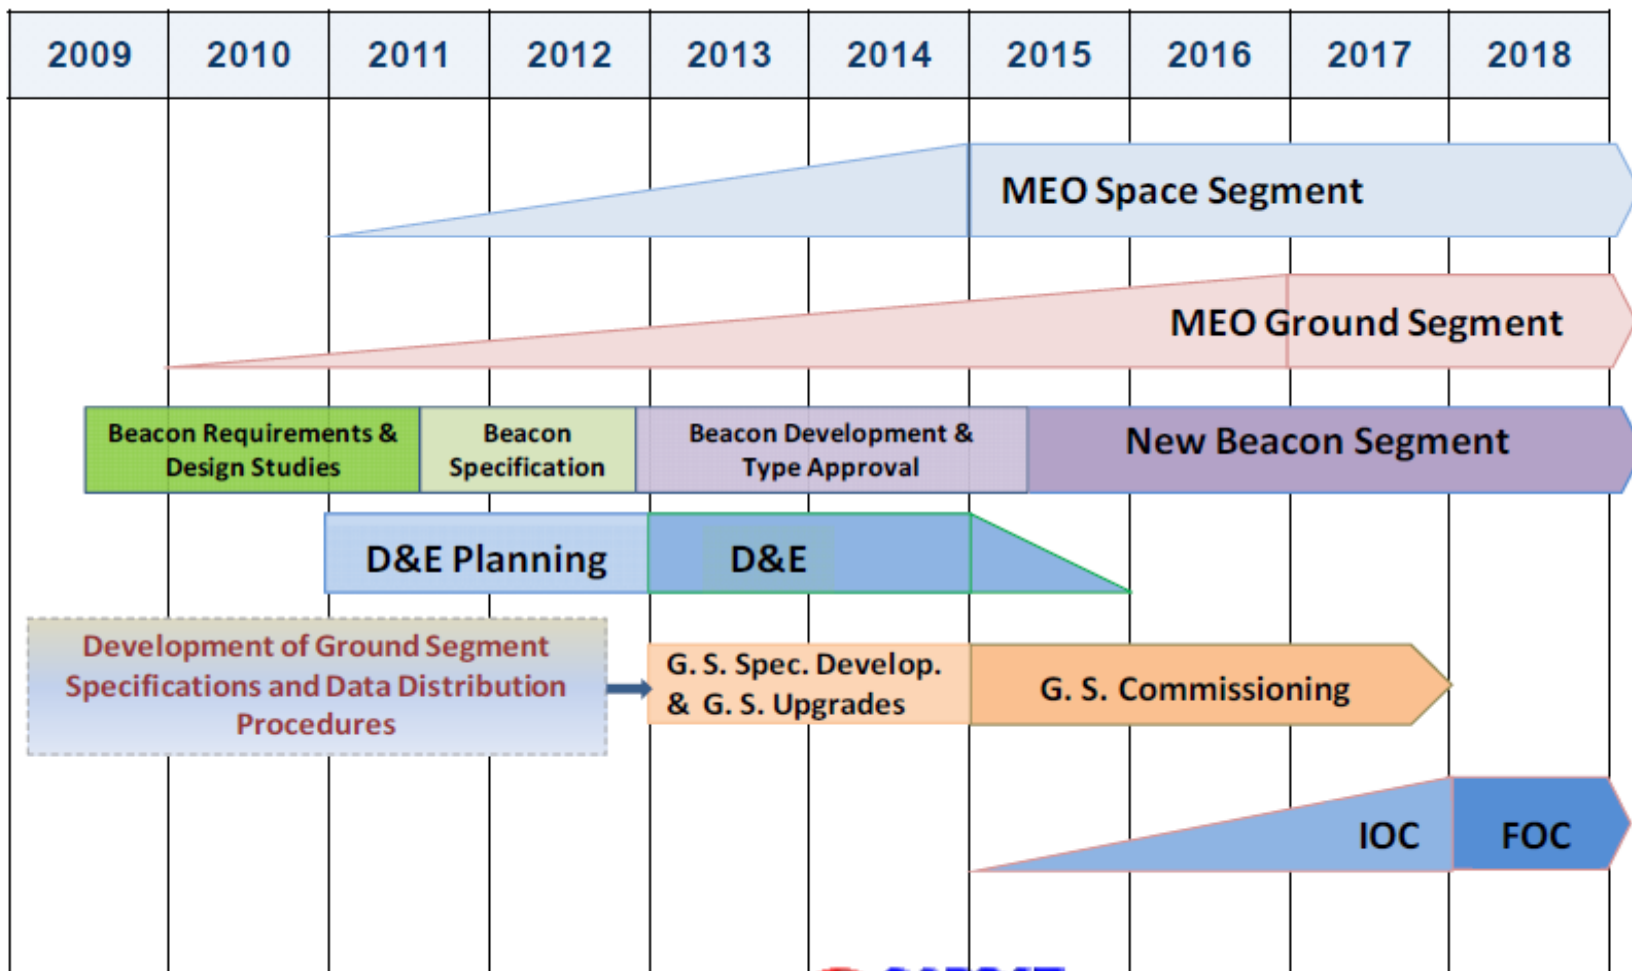 2009 2010 2011 2012 2013 2014 2015 2016 2017 2018
MEO Space Segment
MEO Ground Segment
Beacon Requirements &
Design Studies
Beacon
Specification
Beacon Development &
Type Approval
New Beacon Segment
D&E Planning
D&E
Development of Ground Segment
Specifications and Data Distribution
Procedures
G. S. Spec. Develop.
& G. S. Upgrades
G. S. Commissioning
IOC
FOC